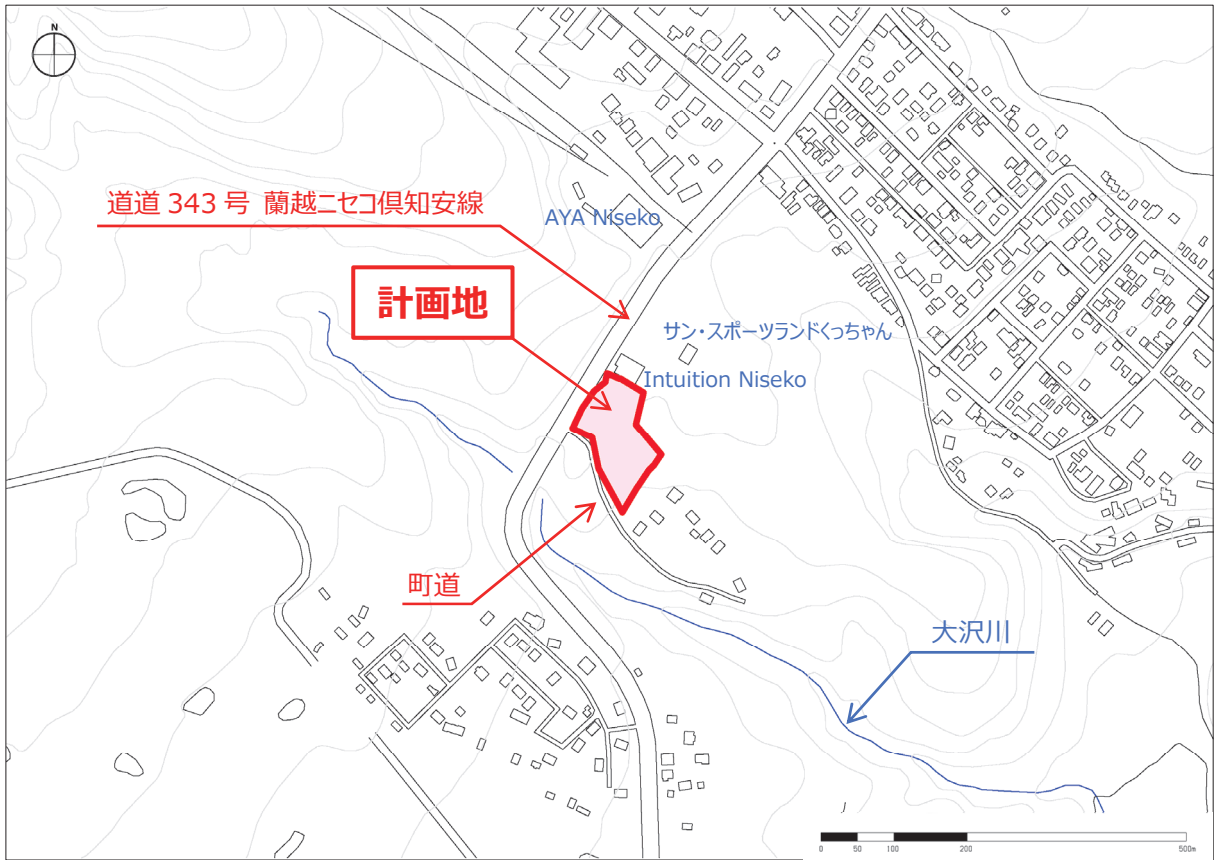 N
道道 343 号 蘭越ニセコ倶知安線
AYA Niseko
計画地
サン・スポーツランドくっちゃん
Intuition Niseko
町道
大沢川
0 50 100 200 500m